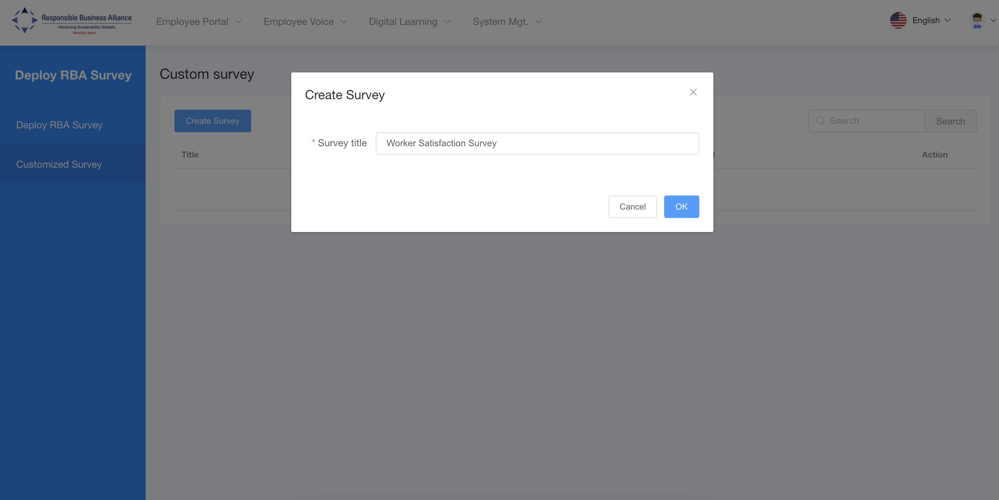 Responsible Business Alliance
Advancing Sustainability Globally
Member demo
Employee Portal
Employee Voice
Digital Learning
System Mgt.
English
Deploy RBA Survey
Deploy RBA Survey
Customized Survey
Custom survey
Create Survey
Search
Search
Title
Action
Create Survey
* Survey title
Worker Satisfaction Survey
Cancel
OK